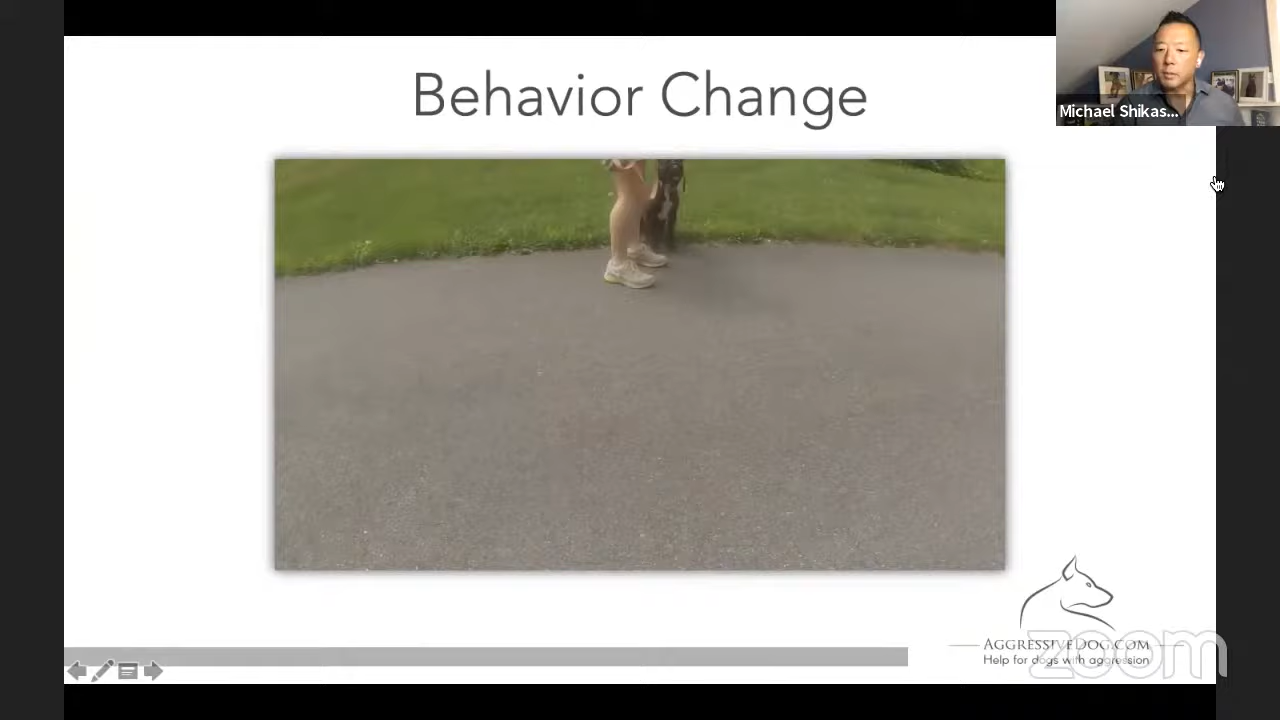 Behavior Change
Michael Shikas...
AGGRESSIVEDOG.COM
Help for dogs with aggression
zoom